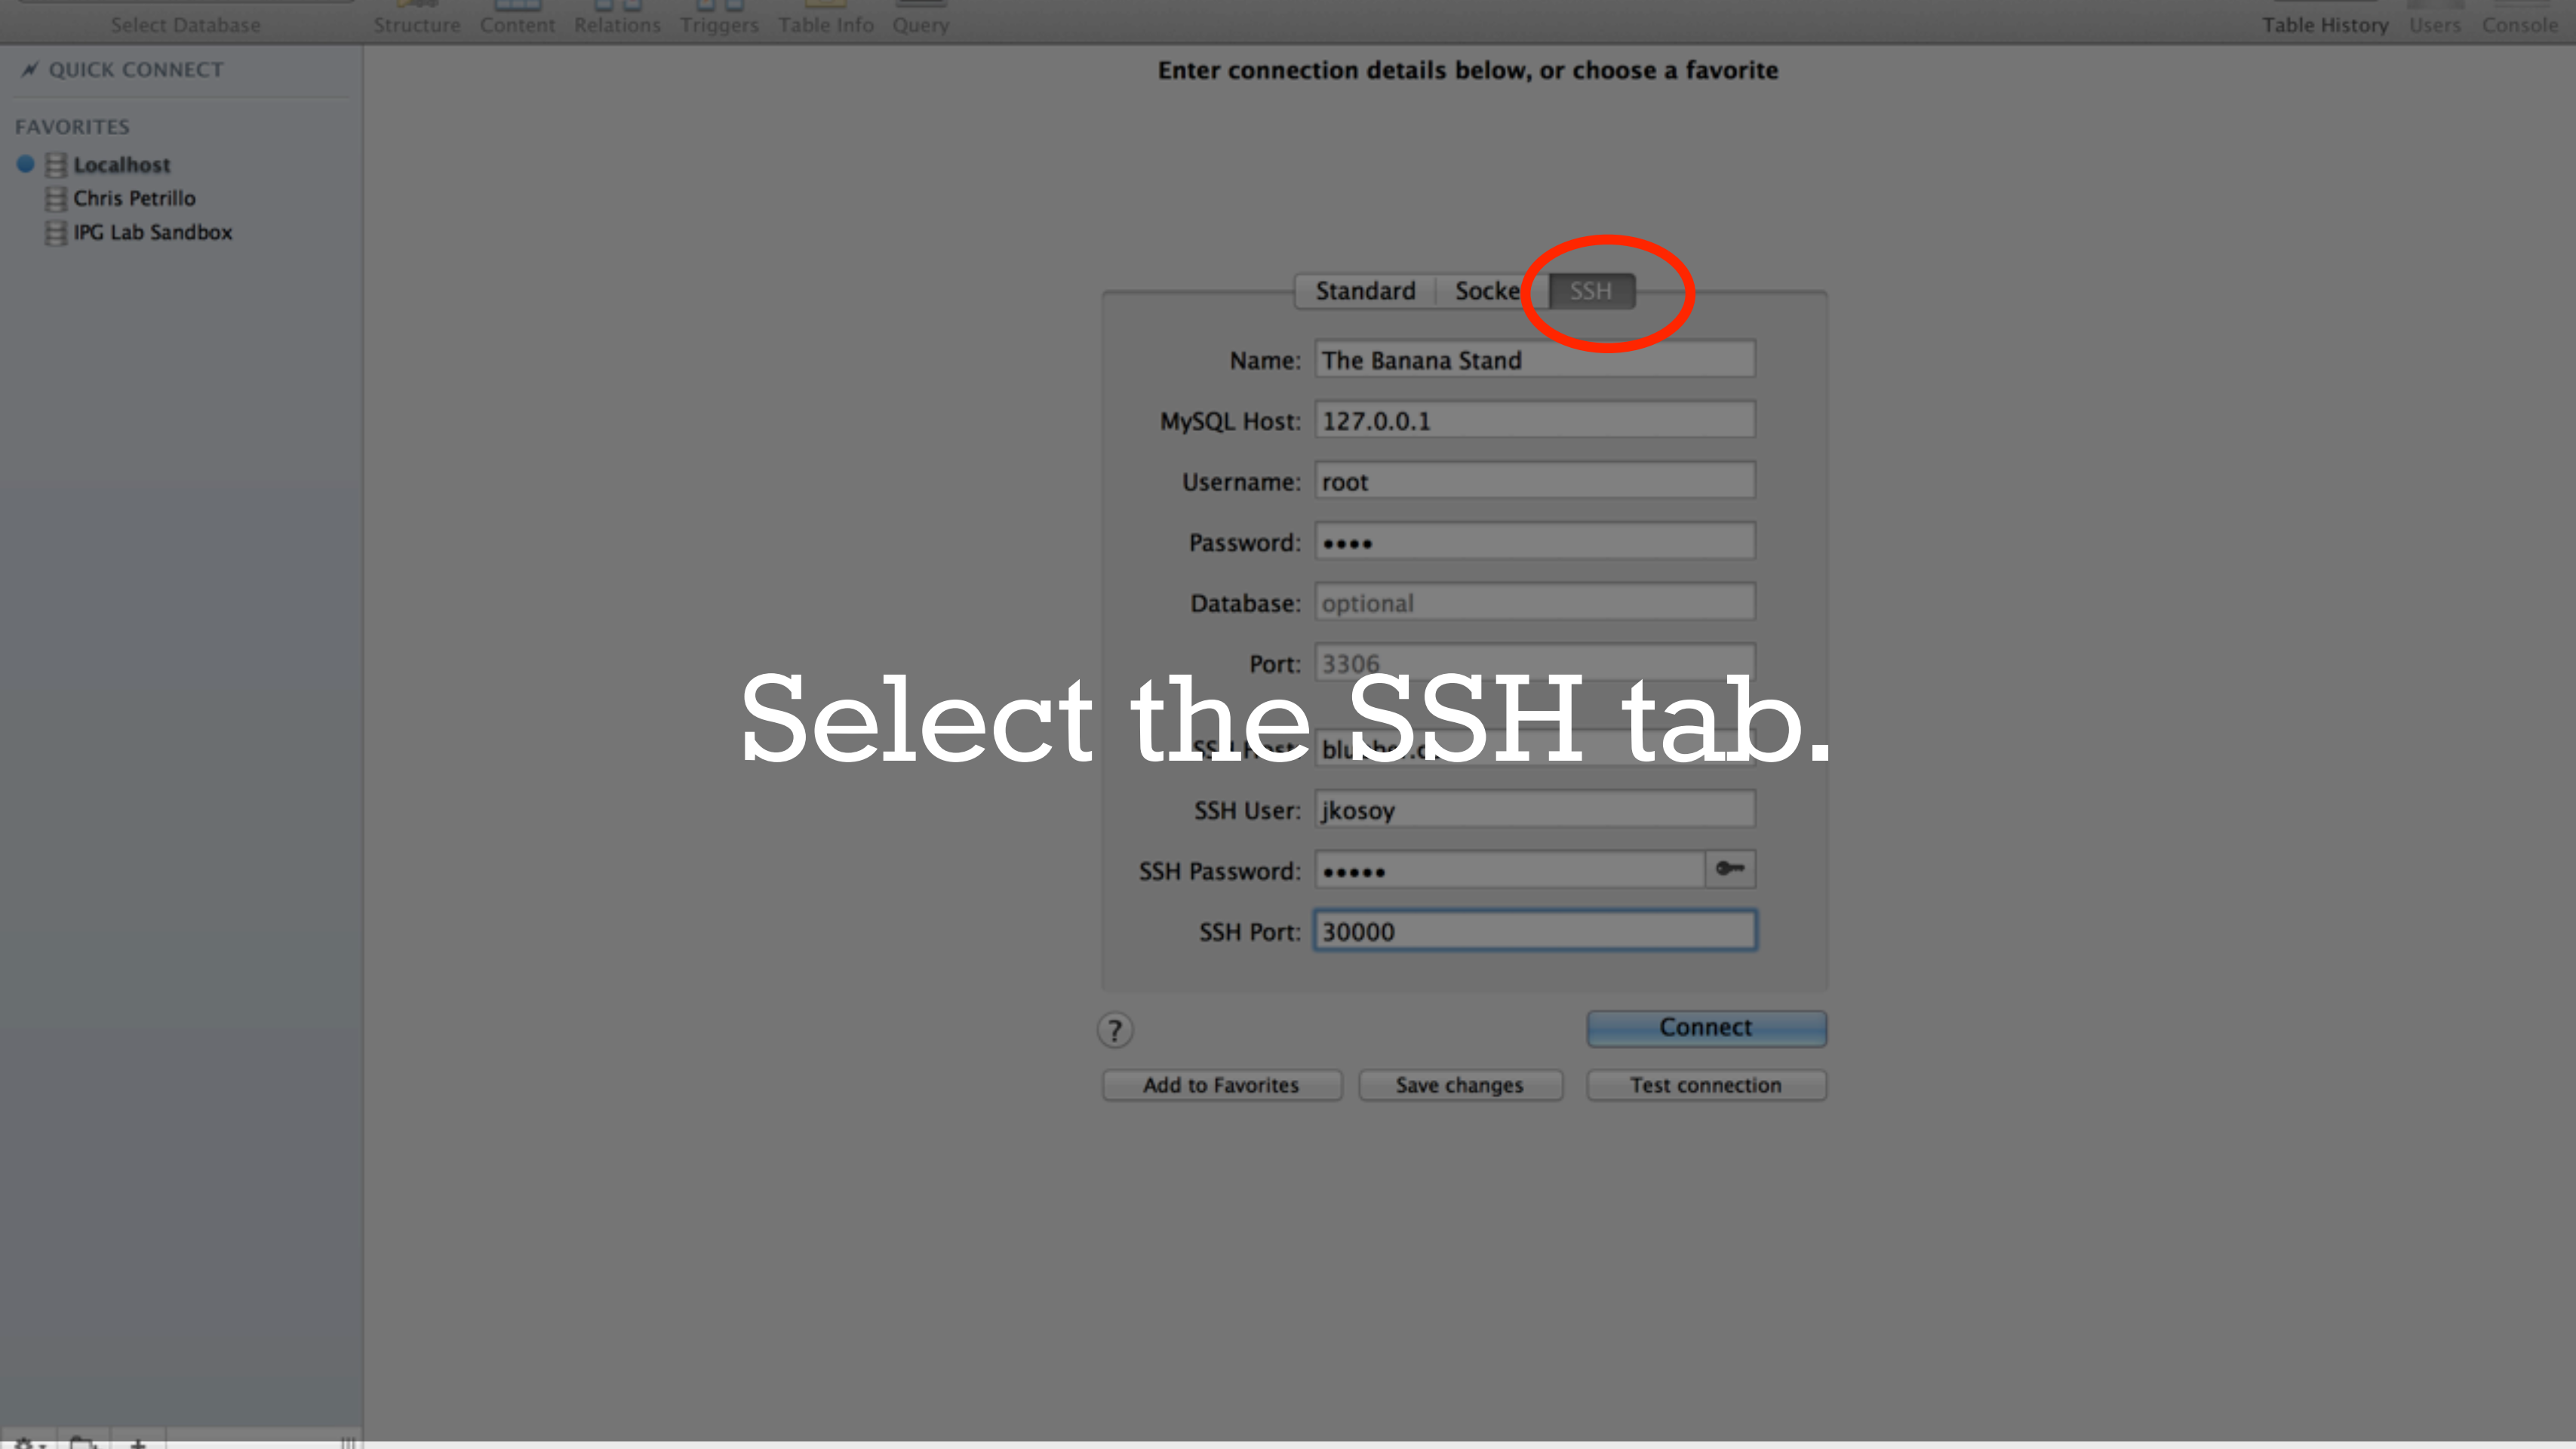 Select Database Structure Content Relations Triggers Table Info Query Table History Users Console
QUICK CONNECT
FAVORITES
Localhost
Chris Petrillo
IPG Lab Sandbox
Enter connection details below, or choose a favorite
Standard SSH
Name: The Banana Stand
MySQL Host: 127.0.0.1
Username: root
Password: ••••
Database: optional
Port: 3306
Select the SSH tab.
SSH Host:
SSH User: jkosoy
SSH Password: •••••
SSH Port: 30000
? Connect
Add to Favorites Save changes Test connection